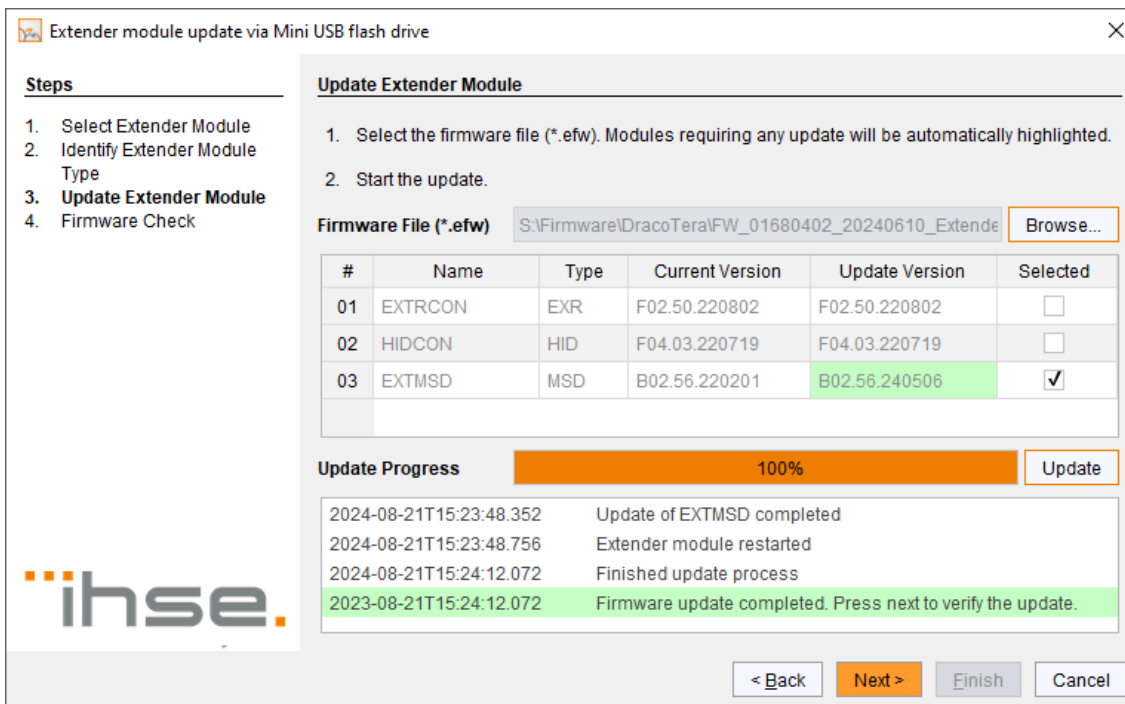 Extender module update via Mini USB flash drive
Steps
1. Select Extender Module
2. Identify Extender Module
Type
3. Update Extender Module
4. Firmware Check
Update Extender Module
1. Select the firmware file (*.efw). Modules requiring any update will be automatically highlighted.
2. Start the update.
Firmware File (*.efw) S:\Firmware\DracoTera\FW_01680402_20240610_Extende Browse...
# Name Type Current Version Update Version Selected
01 EXTRCON EXR F02.50.220802 F02.50.220802
02 HIDCON HID F04.03.220719 F04.03.220719
03 EXTMSD MSD B02.56.220201 B02.56.240506
Update Progress 100% Update
2024-08-21T15:23:48.352 Update of EXTMSD completed
2024-08-21T15:23:48.756 Extender module restarted
2024-08-21T15:24:12.072 Finished update process
2023-08-21T15:24:12.072 Firmware update completed. Press next to verify the update.
ihse.
< Back Next > Finish Cancel